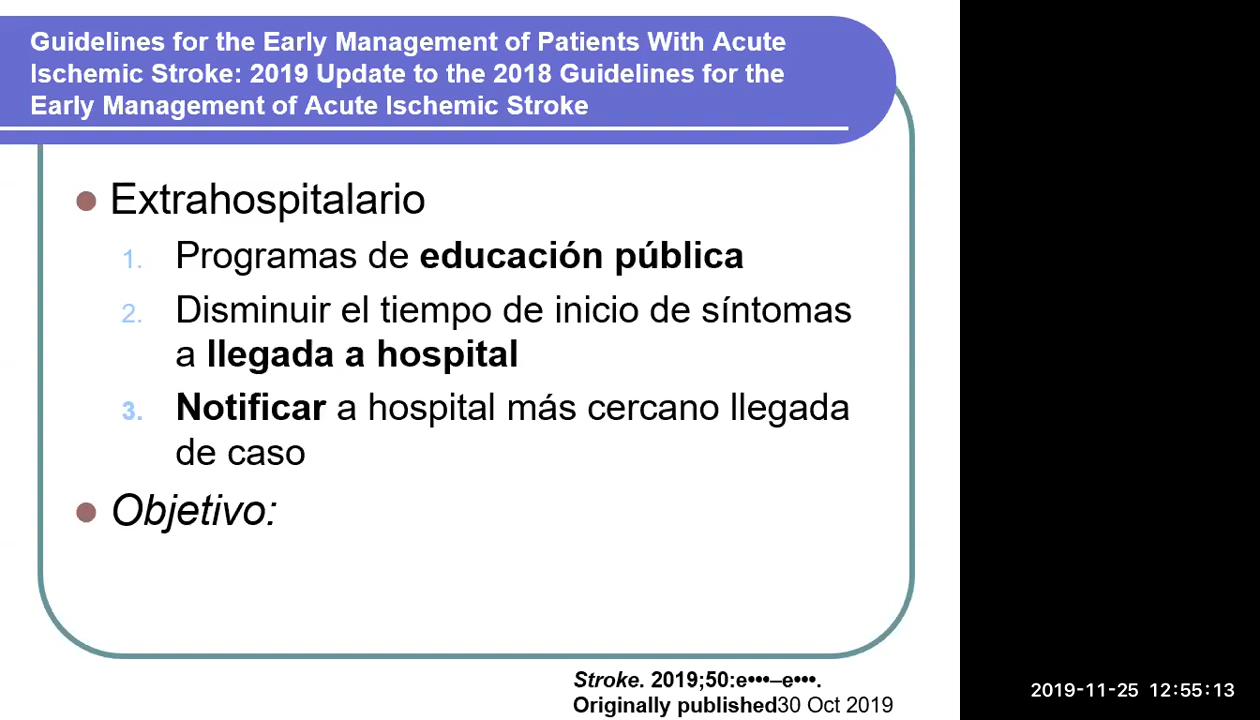 Guidelines for the Early Management of Patients With Acute
Ischemic Stroke: 2019 Update to the 2018 Guidelines for the
Early Management of Acute Ischemic Stroke
Extrahospitalario
1. Programas de educación pública
2. Disminuir el tiempo de inicio de síntomas
a llegada a hospital
3. Notificar a hospital más cercano llegada
de caso
Objetivo:
Stroke. 2019;50:e•••–e•••.
Originally published30 Oct 2019
2019-11-25 12:55:13